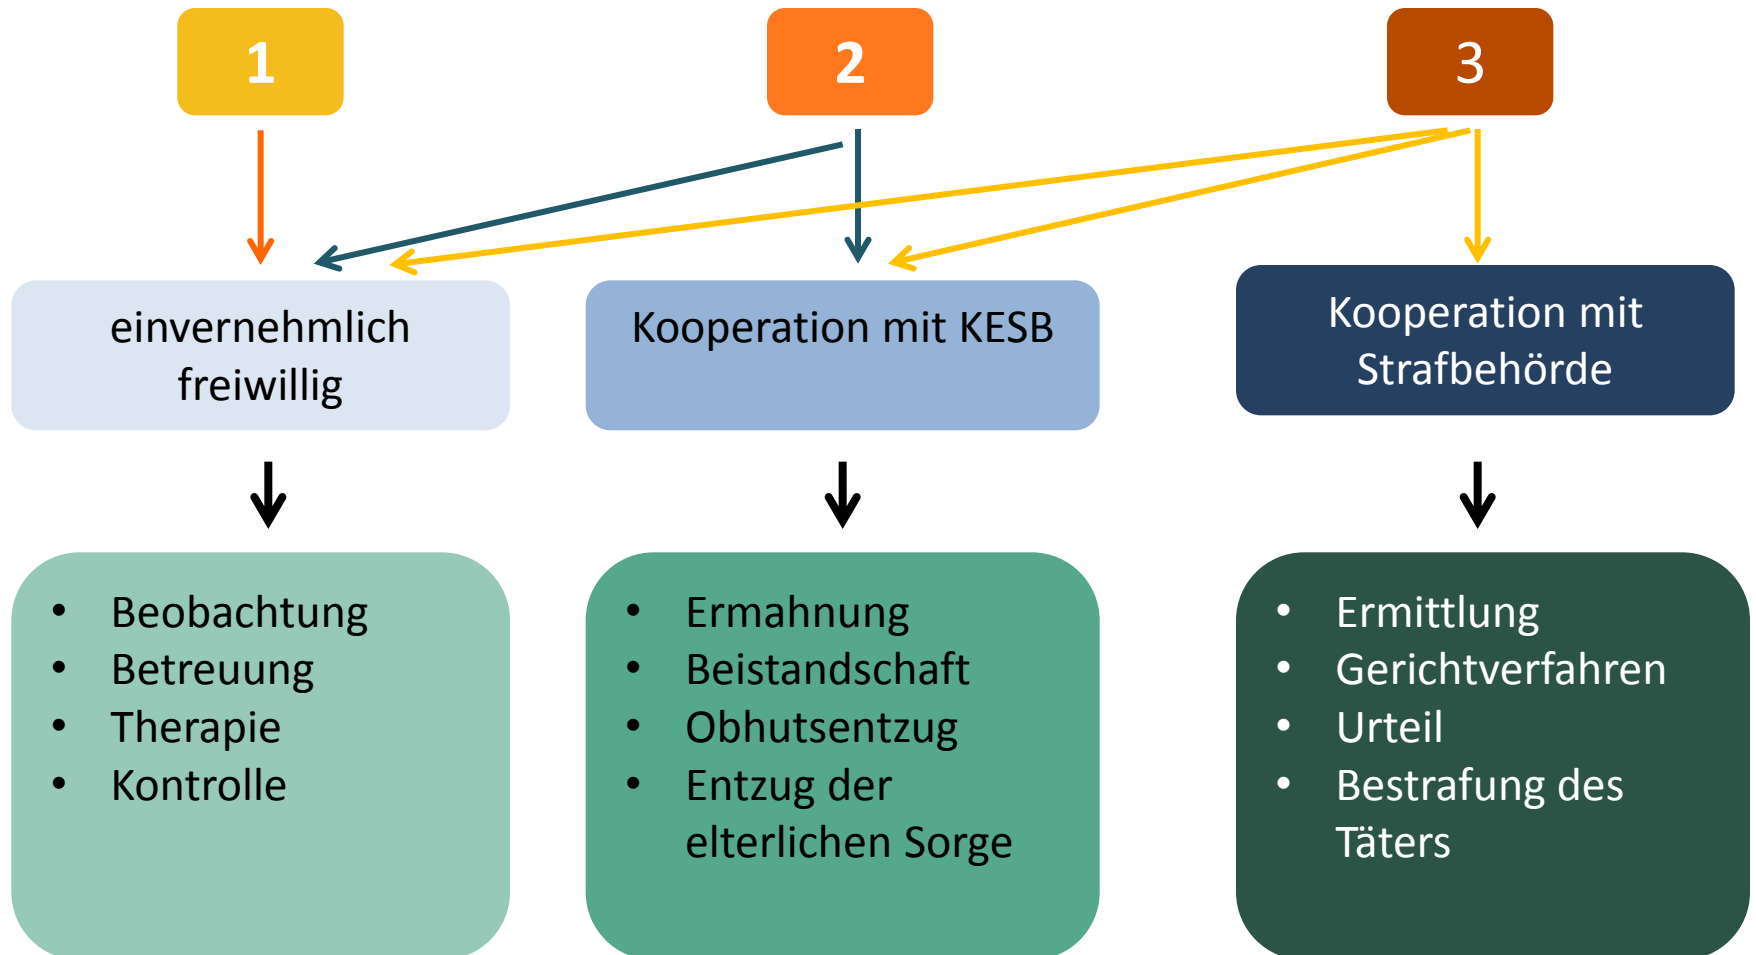 1
2
3
einvernehmlich
freiwillig
Kooperation mit KESB
Kooperation mit
Strafbehörde
• Beobachtung
• Betreuung
• Therapie
• Kontrolle
• Ermahnung
• Beistandschaft
• Obhutsentzug
• Entzug der
elterlichen Sorge
• Ermittlung
• Gerichtverfahren
• Urteil
• Bestrafung des
Täters